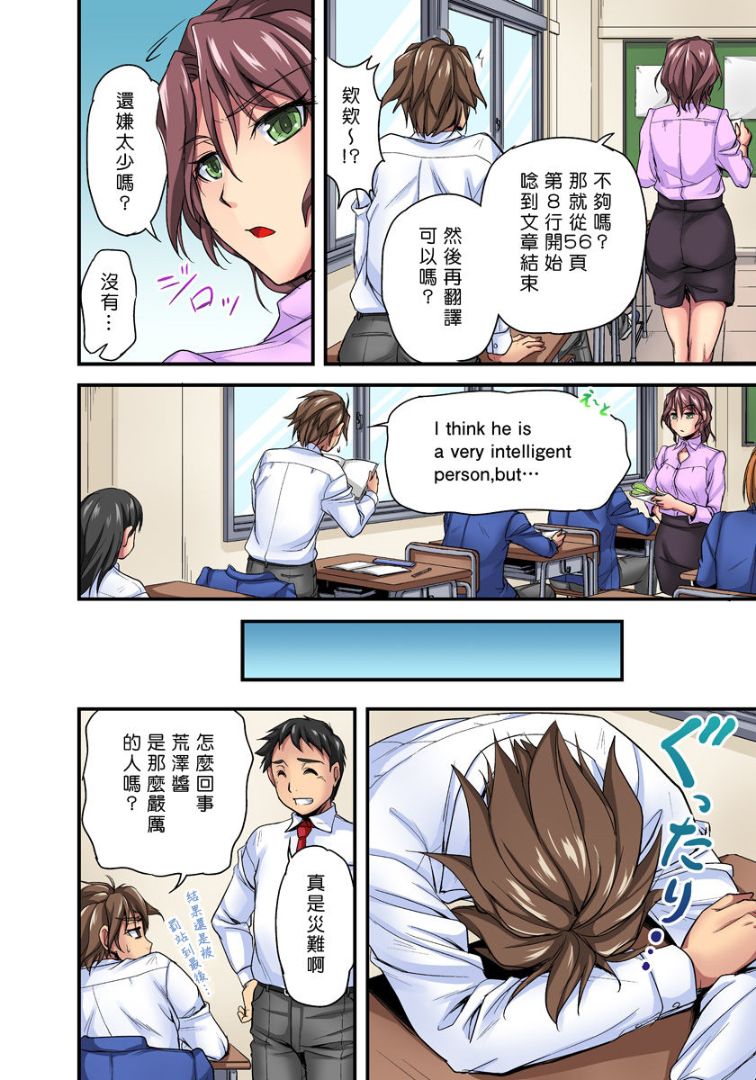 不夠嗎？
那就從56頁
第8行開始
唸到文章結束
然後再翻譯
可以嗎？
欸欸～!?
還嫌太少嗎？
沒有…
ジロッ
え～と
I think he is
a very intelligent
person,but…
ぐったり…
真是災難啊
怎麼回事
荒澤醬
是那麼嚴厲
的人嗎？
結果還是被
罰站到最後…